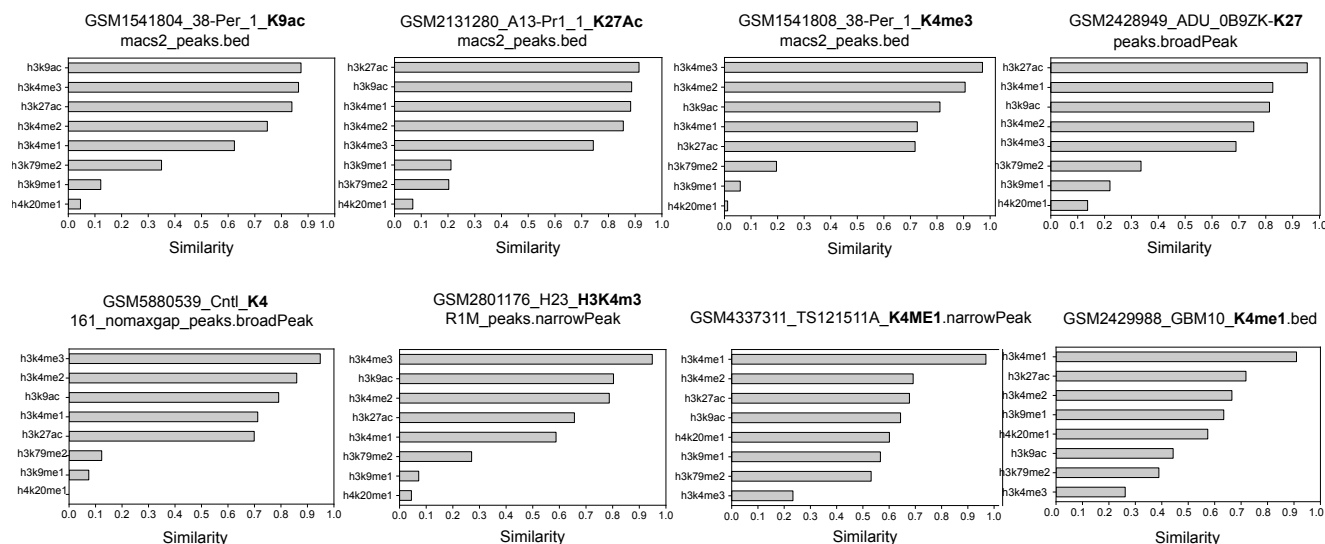 GSM1541804_38-Per_1_K9ac
macs2_peaks.bed
h3k9ac
h3k4me3
h3k27ac
h3k4me2
h3k4me1
h3k79me2
h3k9me1
h4k20me1
0.0 0.1 0.2 0.3 0.4 0.5 0.6 0.7 0.8 0.9 1.0
Similarity
GSM2131280_A13-Pr1_1_K27Ac
macs2_peaks.bed
h3k27ac
h3k9ac
h3k4me1
h3k4me2
h3k4me3
h3k9me1
h3k79me2
h4k20me1
0.0 0.1 0.2 0.3 0.4 0.5 0.6 0.7 0.8 0.9 1.0
Similarity
GSM1541808_38-Per_1_K4me3
macs2_peaks.bed
h3k4me3
h3k4me2
h3k9ac
h3k4me1
h3k27ac
h3k79me2
h3k9me1
h4k20me1
0.0 0.1 0.2 0.3 0.4 0.5 0.6 0.7 0.8 0.9 1.0
Similarity
GSM2428949_ADU_0B9ZK-K27
peaks.broadPeak
h3k27ac
h3k4me1
h3k9ac
h3k4me2
h3k4me3
h3k79me2
h3k9me1
h4k20me1
0.0 0.1 0.2 0.3 0.4 0.5 0.6 0.7 0.8 0.9 1.0
Similarity
GSM5880539_Cntl_K4
161_nomaxgap_peaks.broadPeak
h3k4me3
h3k4me2
h3k9ac
h3k4me1
h3k27ac
h3k79me2
h3k9me1
h4k20me1
0.0 0.1 0.2 0.3 0.4 0.5 0.6 0.7 0.8 0.9 1.0
Similarity
GSM2801176_H23_H3K4m3
R1M_peaks.narrowPeak
h3k4me3
h3k9ac
h3k4me2
h3k27ac
h3k4me1
h3k79me2
h3k9me1
h4k20me1
0.0 0.1 0.2 0.3 0.4 0.5 0.6 0.7 0.8 0.9 1.0
Similarity
GSM4337311_TS121511A_K4ME1.narrowPeak
h3k4me1
h3k4me2
h3k27ac
h3k9ac
h4k20me1
h3k9me1
h3k79me2
h3k4me3
0.0 0.1 0.2 0.3 0.4 0.5 0.6 0.7 0.8 0.9 1.0
Similarity
GSM2429988_GBM10_K4me1.bed
h3k4me1
h3k27ac
h3k4me2
h3k9me1
h4k20me1
h3k9ac
h3k79me2
h3k4me3
0.0 0.1 0.2 0.3 0.4 0.5 0.6 0.7 0.8 0.9 1.0
Similarity